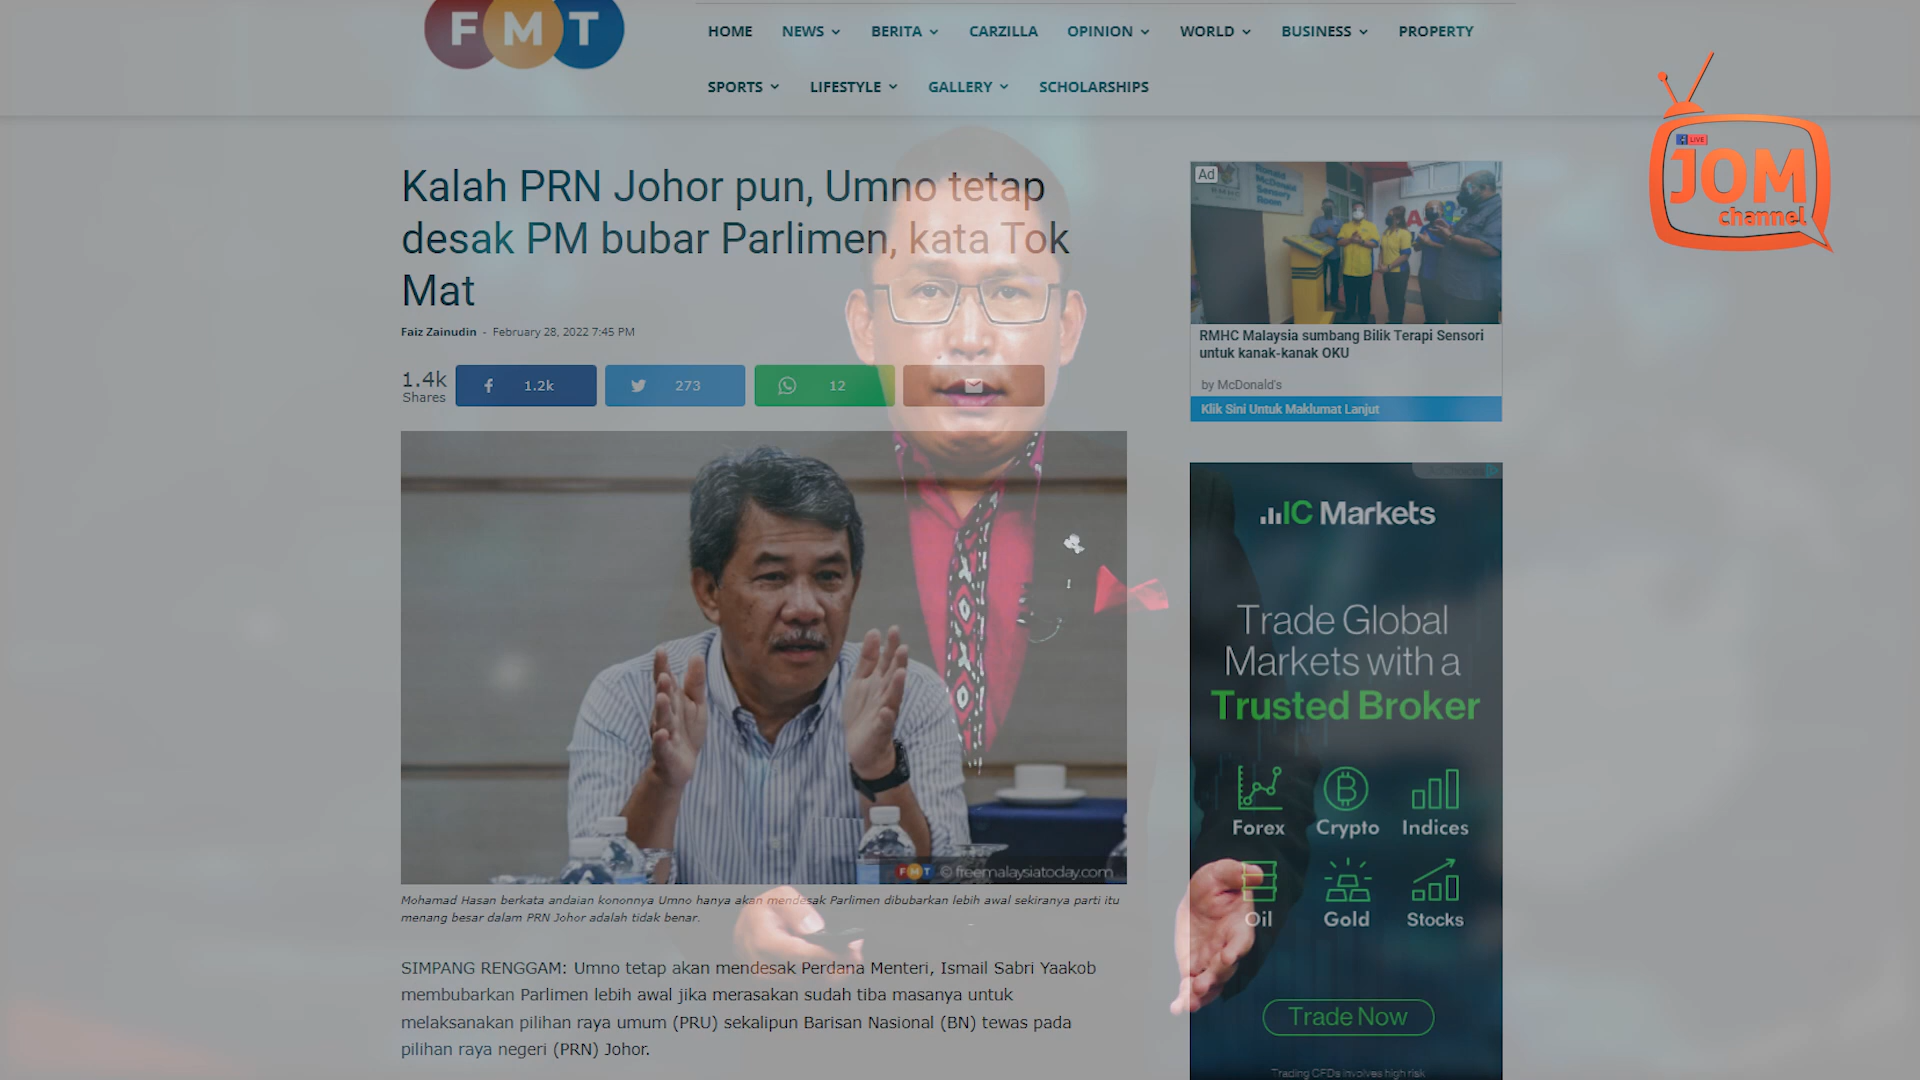 FMT
HOME NEWS BERITA CARZILLA OPINION WORLD BUSINESS PROPERTY
SPORTS LIFESTYLE GALLERY SCHOLARSHIPS
LIVE
JOM
channel
Kalah PRN Johor pun, Umno tetap
desak PM bubar Parlimen, kata Tok
Mat
Faiz Zainudin - February 28, 2022 7:45 PM
1.4k
Shares
1.2k
273
12
Ad
Ronald
McDonald
Sensory
Room
RMHC Malaysia sumbang Bilik Terapi Sensori
untuk kanak-kanak OKU
by McDonald's
Klik Sini Untuk Maklumat Lanjut
IC Markets
Trade Global
Markets with a
Trusted Broker
Forex Crypto Indices
Oil Gold Stocks
Trade Now
Trading CFDs involves high risk
FMT © freemalaysiatoday.com
Mohamad Hasan berkata andaian kononnya Umno hanya akan mendesak Parlimen dibubarkan lebih awal sekiranya parti itu
menang besar dalam PRN Johor adalah tidak benar.
SIMPANG RENGGAM: Umno tetap akan mendesak Perdana Menteri, Ismail Sabri Yaakob
membubarkan Parlimen lebih awal jika merasakan sudah tiba masanya untuk
melaksanakan pilihan raya umum (PRU) sekalipun Barisan Nasional (BN) tewas pada
pilihan raya negeri (PRN) Johor.